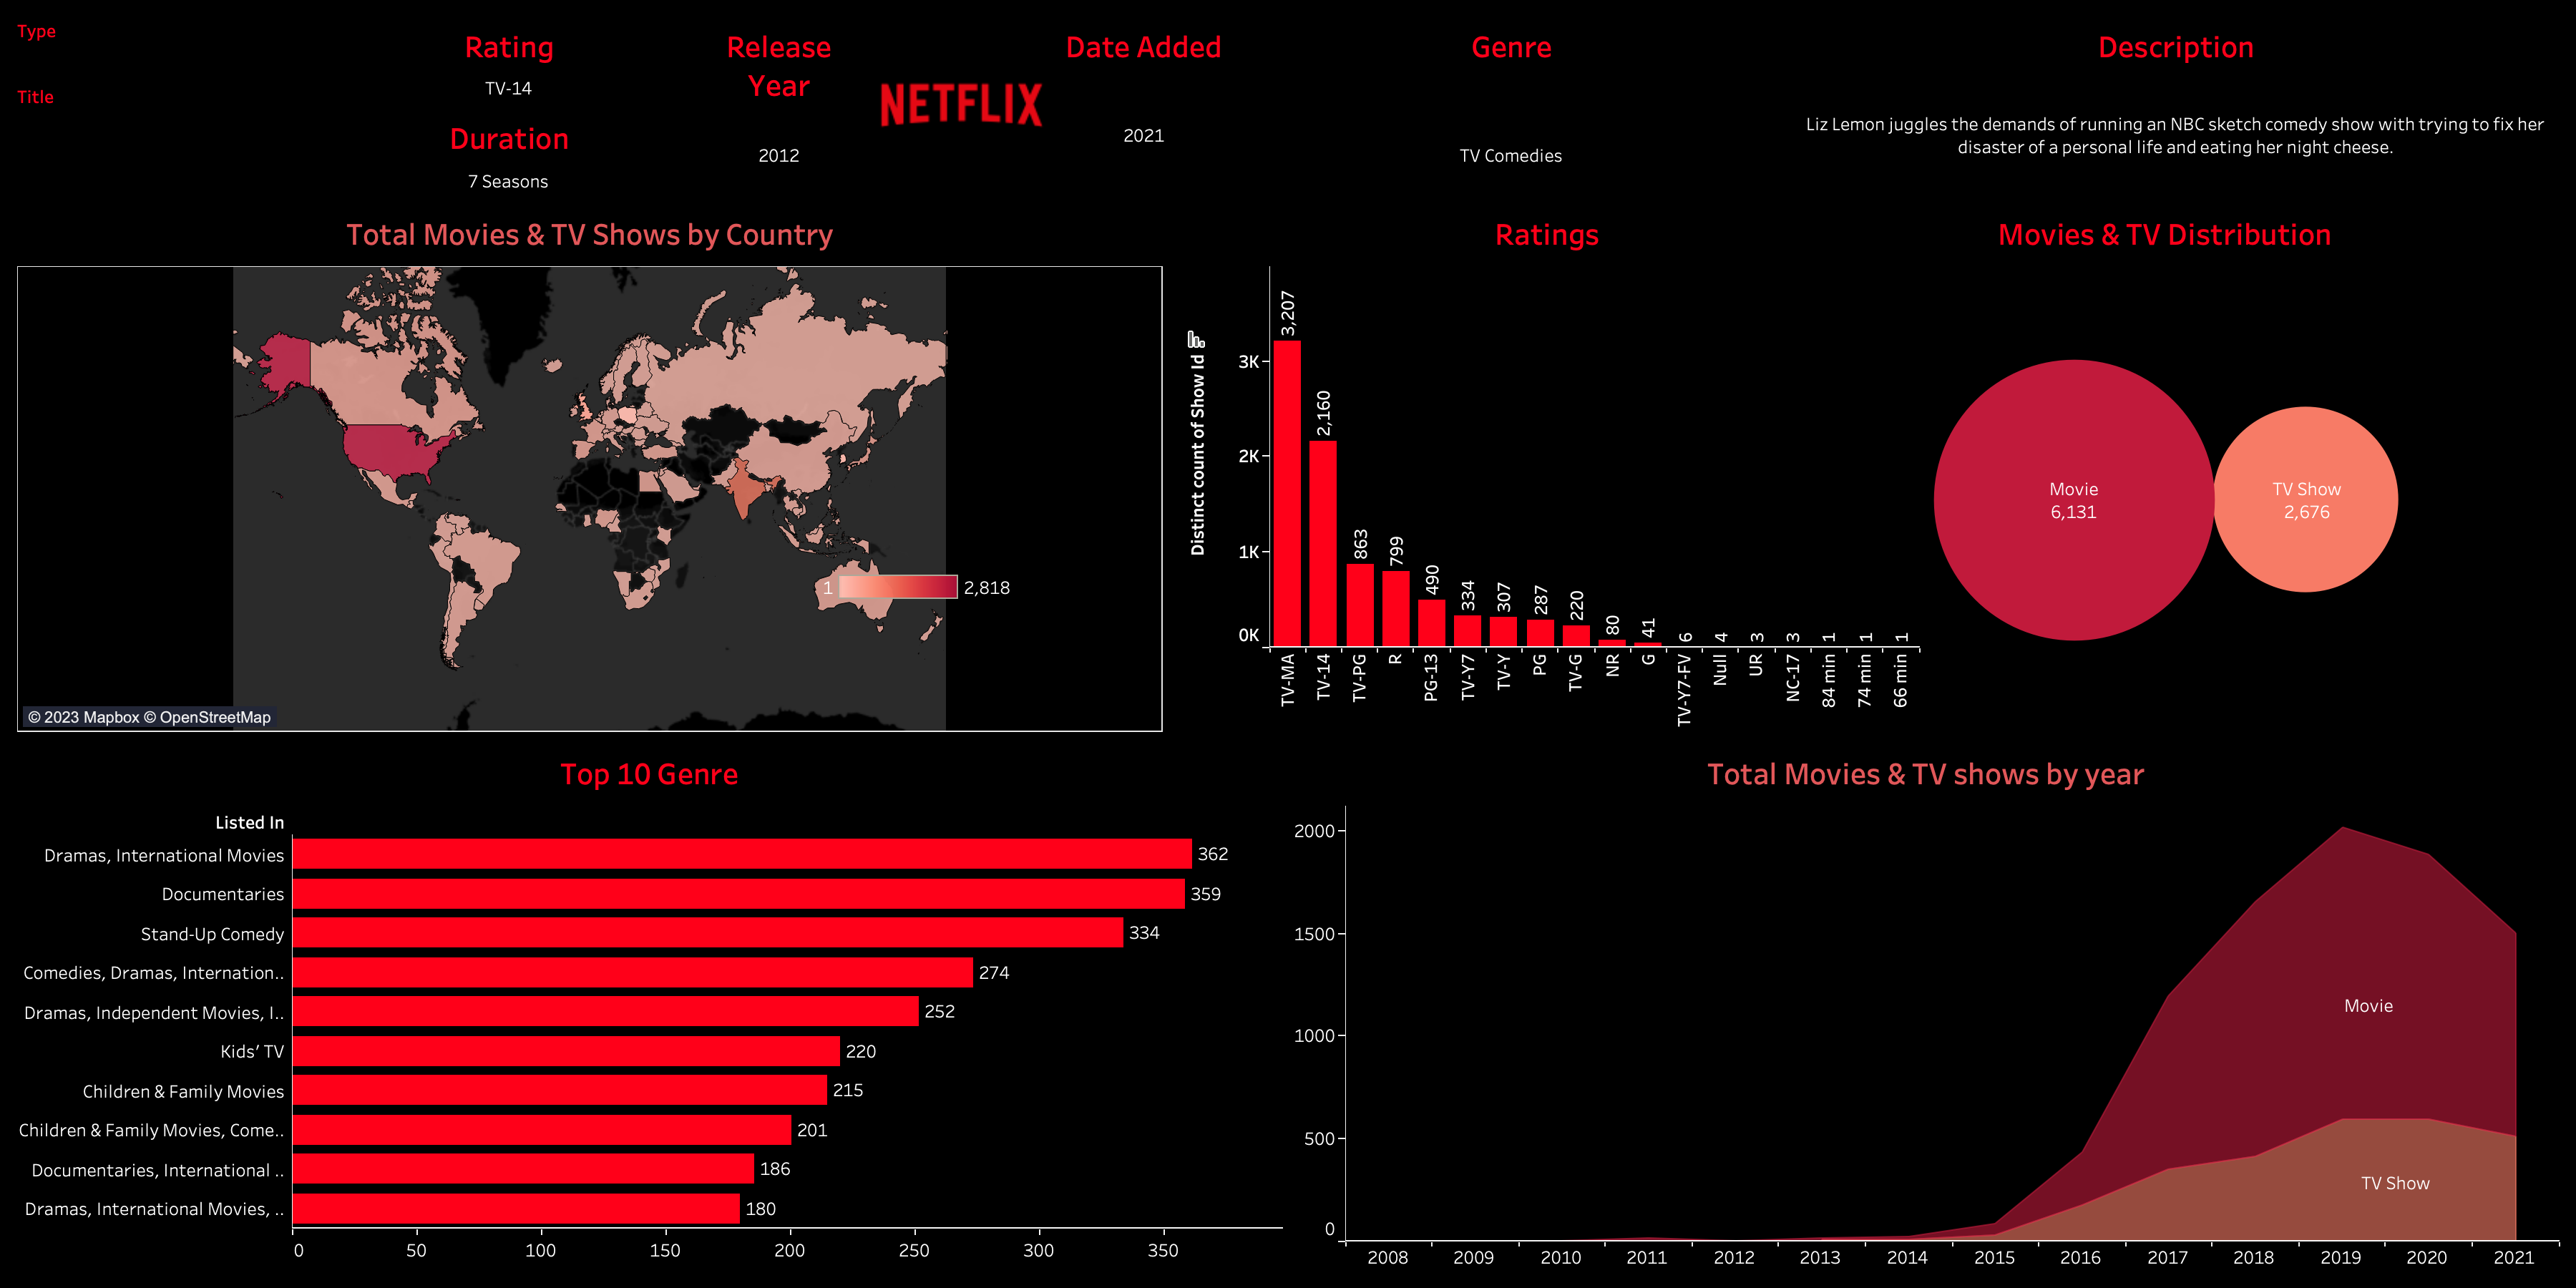 Type
Title
Rating
TV-14
Duration
7 Seasons
Release
Year
2012
NETFLIX
Date Added
2021
Genre
TV Comedies
Description
Liz Lemon juggles the demands of running an NBC sketch comedy show with trying to fix her
disaster of a personal life and eating her night cheese.
Total Movies & TV Shows by Country
1
2,818
© 2023 Mapbox © OpenStreetMap
Ratings
Distinct count of Show Id
3K
2K
1K
0K
3,207
2,160
863
799
490
334
307
287
220
80
41
6
4
3
3
1
1
1
TV-MA
TV-14
TV-PG
R
PG-13
TV-Y7
TV-Y
PG
TV-G
NR
G
TV-Y7-FV
Null
UR
NC-17
84 min
74 min
66 min
Movies & TV Distribution
Movie
6,131
TV Show
2,676
Top 10 Genre
Listed In
Dramas, International Movies 362
Documentaries 359
Stand-Up Comedy 334
Comedies, Dramas, Internation.. 274
Dramas, Independent Movies, I.. 252
Kids' TV 220
Children & Family Movies 215
Children & Family Movies, Come.. 201
Documentaries, International .. 186
Dramas, International Movies, .. 180
0 50 100 150 200 250 300 350
Total Movies & TV shows by year
2000
1500
1000
500
0
Movie
TV Show
2008 2009 2010 2011 2012 2013 2014 2015 2016 2017 2018 2019 2020 2021